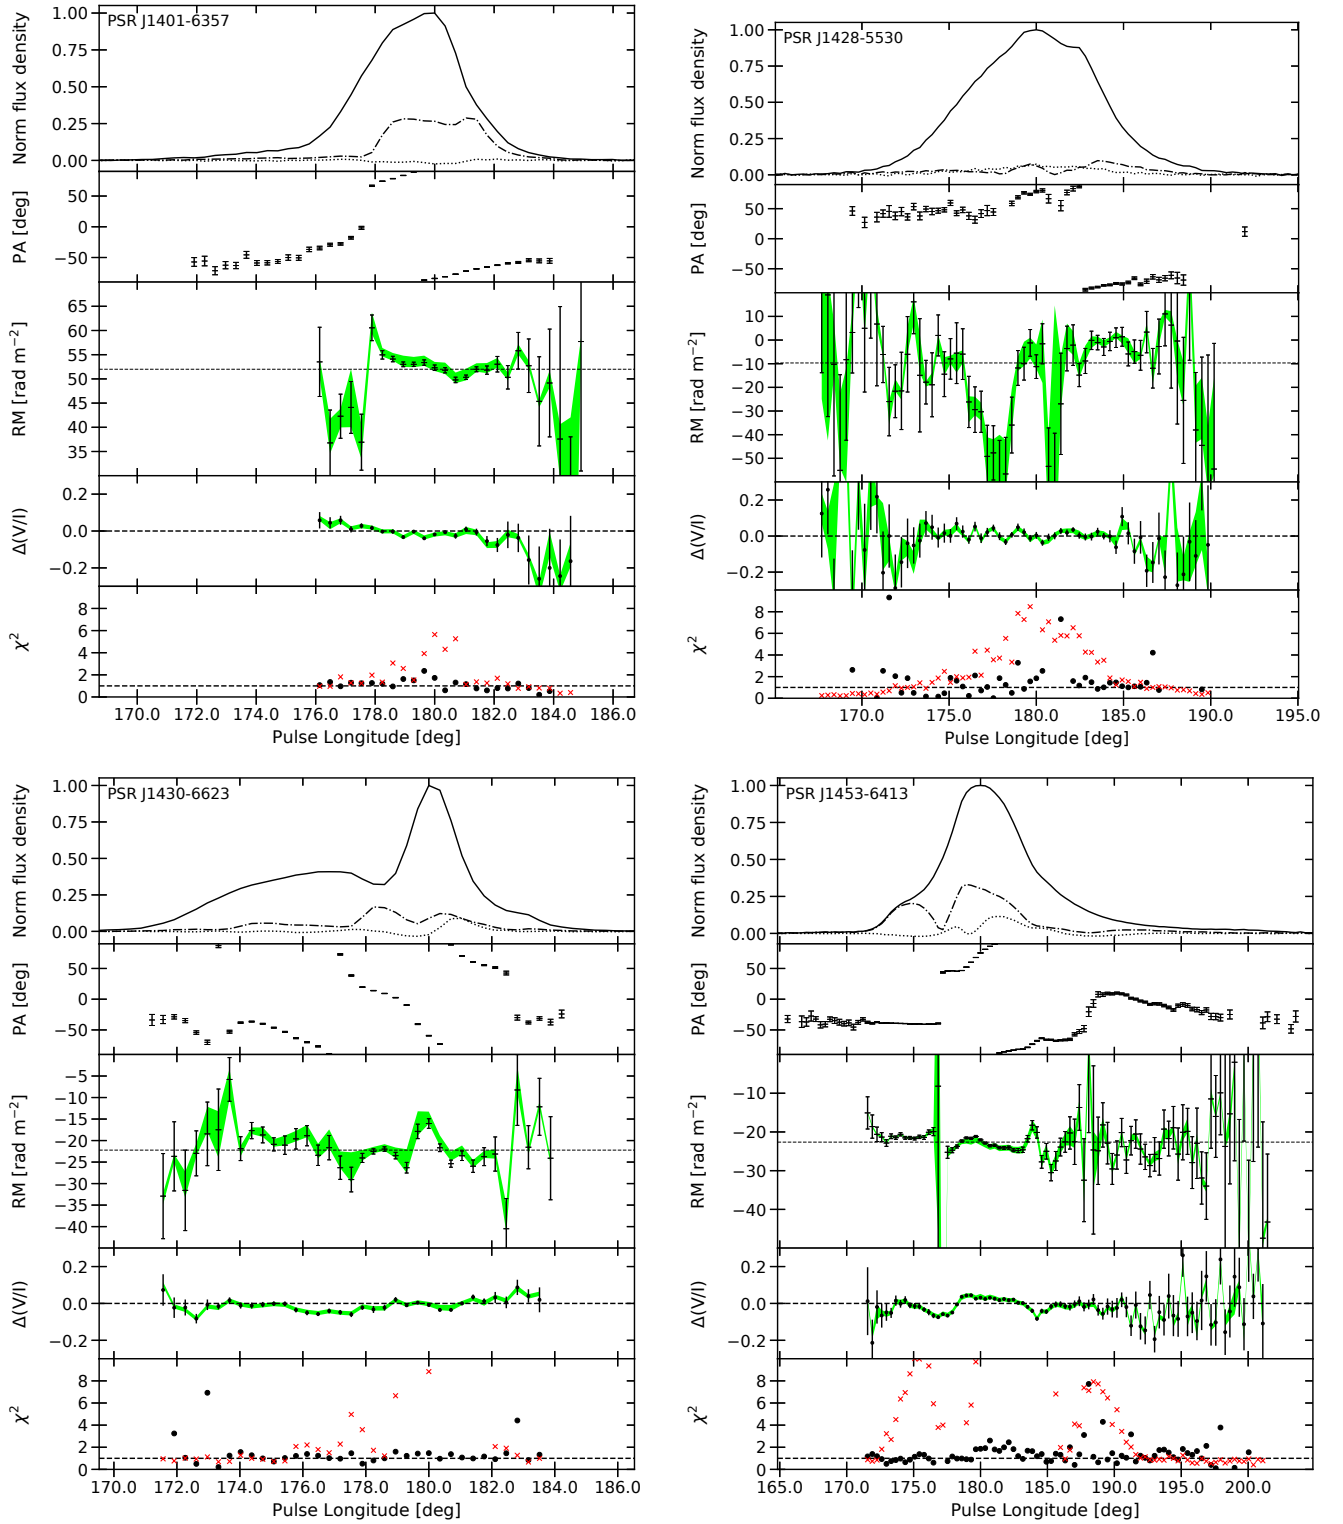 PSR J1401-6357
Norm flux density
1.00
0.75
0.50
0.25
0.00
PA [deg]
50
0
−50
RM [rad m−2]
65
60
55
50
45
40
35
Δ(V/I)
0.2
0.0
−0.2
χ2
8
6
4
2
0
170.0 172.0 174.0 176.0 178.0 180.0 182.0 184.0 186.0
Pulse Longitude [deg]
PSR J1428-5530
Norm flux density
1.00
0.75
0.50
0.25
0.00
PA [deg]
50
0
−50
RM [rad m−2]
10
0
−10
−20
−30
−40
−50
Δ(V/I)
0.2
0.0
−0.2
χ2
8
6
4
2
0
170.0 175.0 180.0 185.0 190.0 195.0
Pulse Longitude [deg]
PSR J1430-6623
Norm flux density
1.00
0.75
0.50
0.25
0.00
PA [deg]
50
0
−50
RM [rad m−2]
−5
−10
−15
−20
−25
−30
−35
−40
Δ(V/I)
0.2
0.0
−0.2
χ2
8
6
4
2
0
170.0 172.0 174.0 176.0 178.0 180.0 182.0 184.0 186.0
Pulse Longitude [deg]
PSR J1453-6413
Norm flux density
1.00
0.75
0.50
0.25
0.00
PA [deg]
50
0
−50
RM [rad m−2]
−10
−20
−30
−40
Δ(V/I)
0.2
0.0
−0.2
χ2
8
6
4
2
0
165.0 170.0 175.0 180.0 185.0 190.0 195.0 200.0
Pulse Longitude [deg]